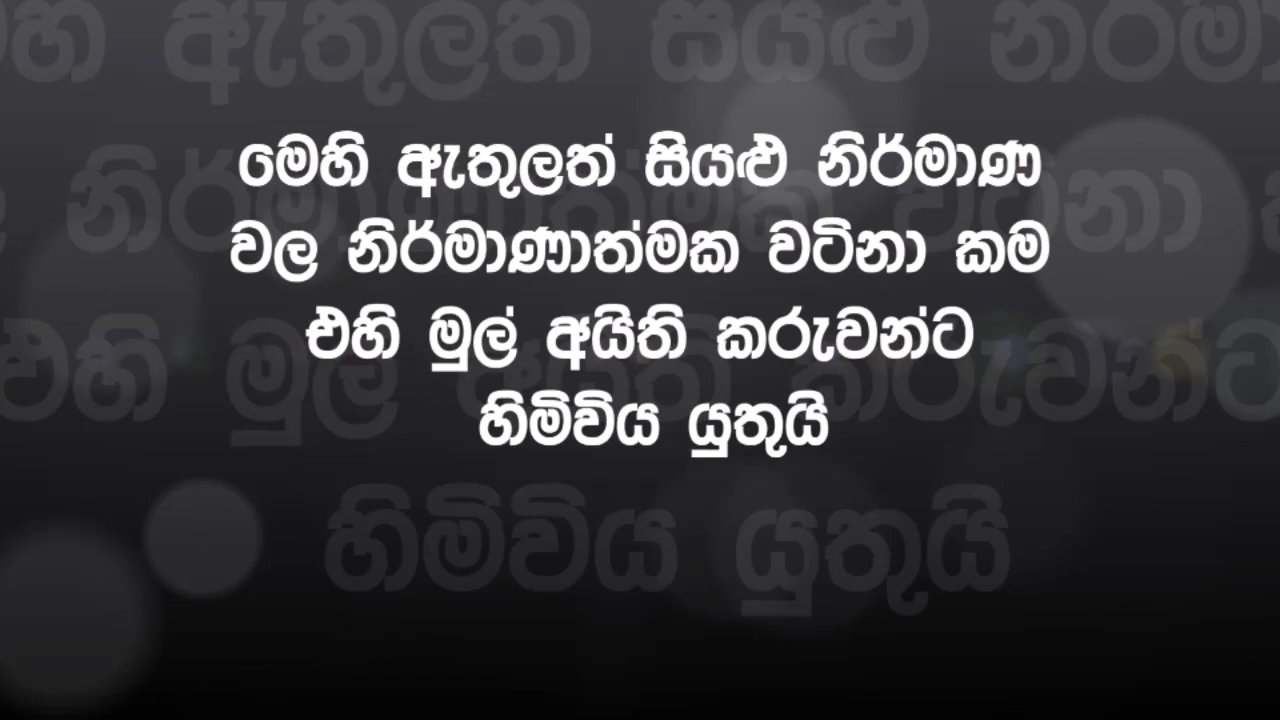 මෙහි ඇතුලත් සියළු නිර්මාණ
වල නිර්මාණාත්මක වටිනා කම
එහි මුල් අයිති කරුවන්ට
හිමිවිය යුතුයි